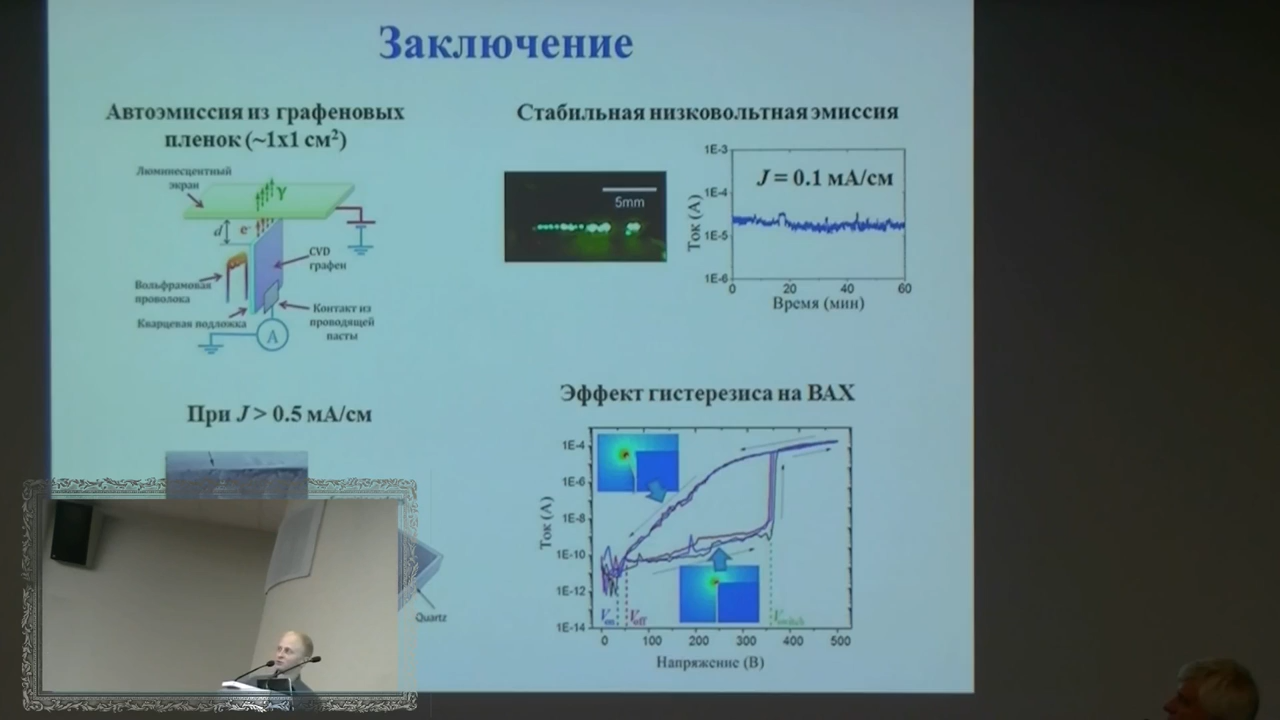 Заключение
Автоэмиссия из графеновых
пленок (~1x1 см²)
Люминесцентный
экран
γ
d
e⁻
CVD
графен
Вольфрамовая
проволока
Кварцевая подложка
Контакт из
проводящей
пасты
A
Стабильная низковольтная эмиссия
5mm
J = 0.1 мА/см
Ток (А)
1E-3
1E-4
1E-5
1E-6
0 20 40 60
Время (мин)
При J > 0.5 мА/см
Quartz
Эффект гистерезиса на ВАХ
Ток (А)
1E-4
1E-6
1E-8
1E-10
1E-12
1E-14
Von Voff Vswitch
0 100 200 300 400 500
Напряжение (В)